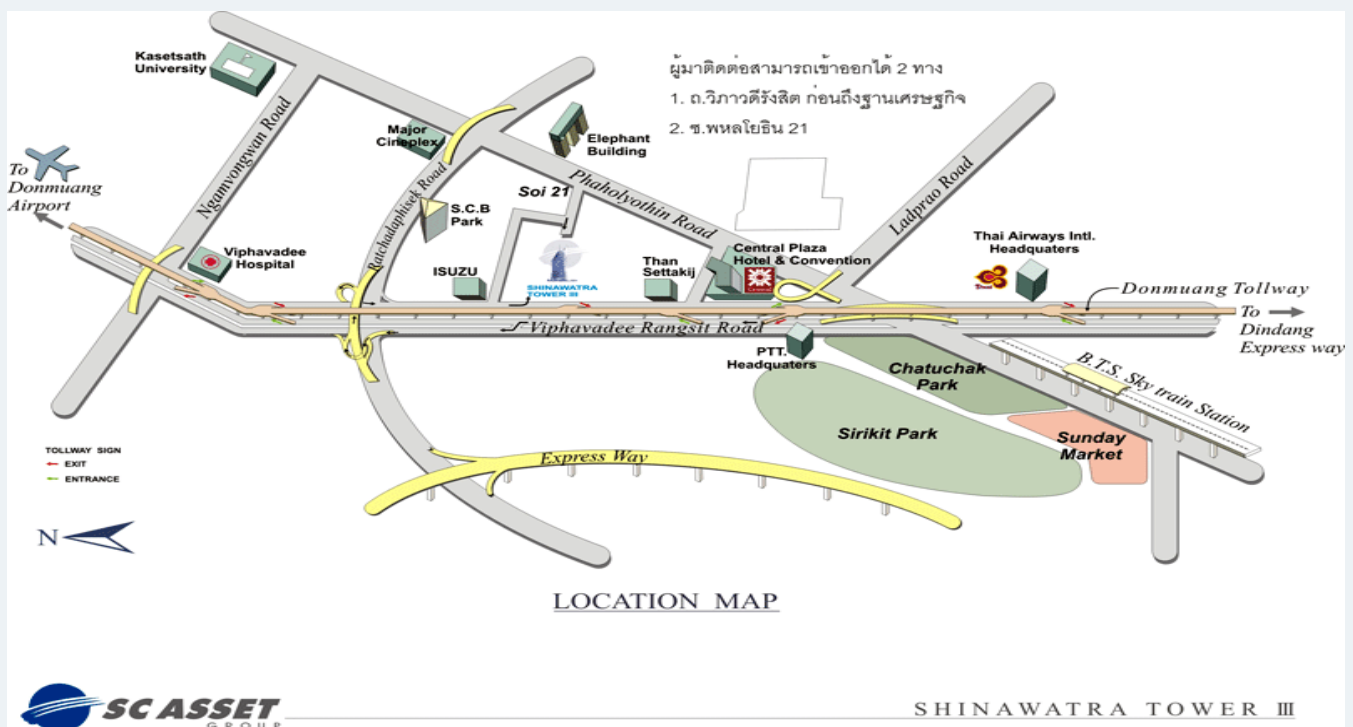 Kasetsath
University
ผู้มาติดต่อสามารถเข้าออกได้ 2 ทาง
1. ถ.วิภาวดีรังสิต ก่อนถึงฐานเศรษฐกิจ
2. ซ.พหลโยธิน 21
Major
Cineplex
Elephant
Building
To
Donmuang
Airport
Ngamvongwan Road
Ratchadaphisek Road
Soi 21
Phaholyothin Road
Ladprao Road
S.C.B
Park
Viphavadee
Hospital
ISUZU
SHINAWATRA
TOWER III
Than
Settakij
Central Plaza
Hotel & Convention
Central
Thai Airways Intl.
Headquaters
Thai
Donmuang Tollway
To
Dindang
Express way
Viphavadee Rangsit Road
PTT.
Headquaters
Chatuchak
Park
B.T.S. Sky train Station
Sirikit Park
Sunday
Market
Express Way
TOLLWAY SIGN
EXIT
ENTRANCE
N
LOCATION MAP
SC ASSET
GROUP
SHINAWATRA TOWER III